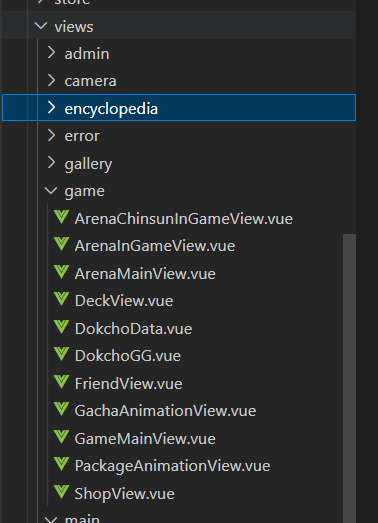 store
views
admin
camera
encyclopedia
error
gallery
game
ArenaChinsunInGameView.vue
ArenaInGameView.vue
ArenaMainView.vue
DeckView.vue
DokchoData.vue
DokchoGG.vue
FriendView.vue
GachaAnimationView.vue
GameMainView.vue
PackageAnimationView.vue
ShopView.vue
main